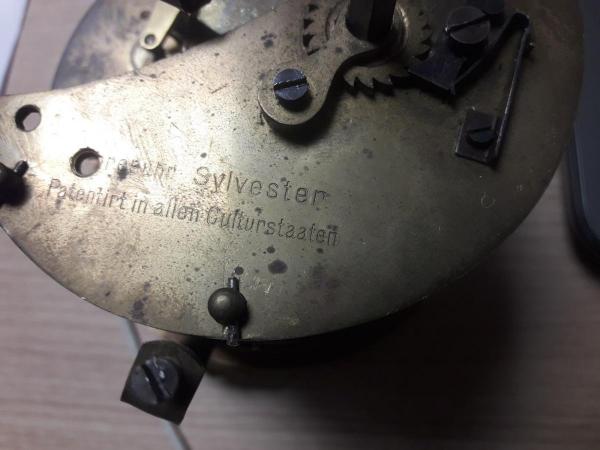 Sylvester
Patentirt in allen Culturstaaten